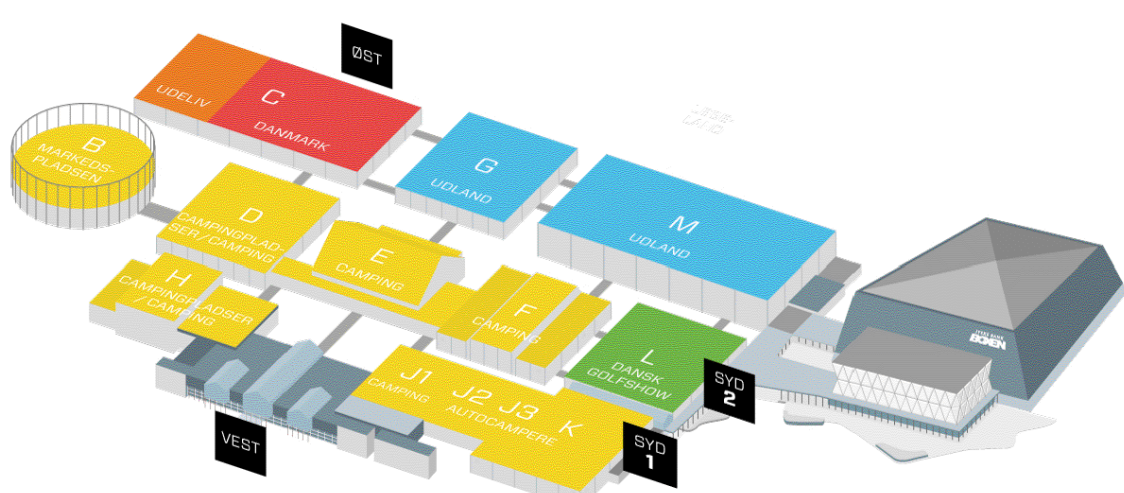 ØST
UDELIV
C
DANMARK
B
MARKEDS-
PLADSEN
G
UDLAND
M
UDLAND
D
CAMPINGPLAD-
SER/CAMPING
E
CAMPING
H
CAMPINGPLADSER
/CAMPING
F
CAMPING
L
DANSK
GOLFSHOW
J1
CAMPING
J2 J3
AUTOCAMPERE
K
SYD
2
SYD
1
VEST
BOXEN